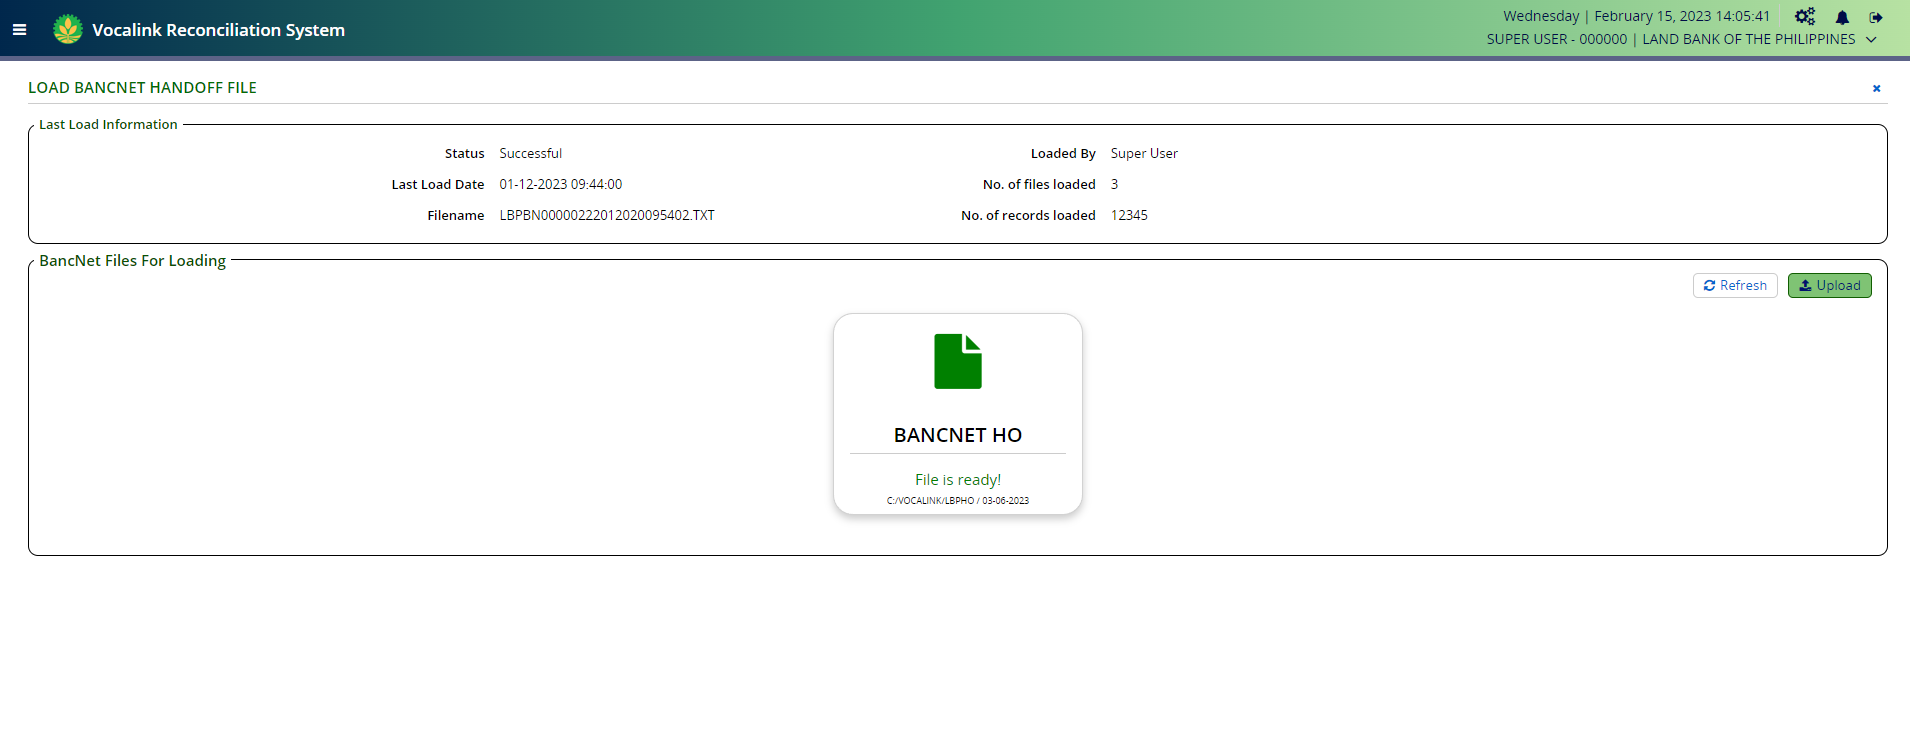 Vocalink Reconciliation System
Wednesday | February 15, 2023 14:05:41
SUPER USER - 000000 | LAND BANK OF THE PHILIPPINES
LOAD BANCNET HANDOFF FILE
Last Load Information
Status Successful
Loaded By Super User
Last Load Date 01-12-2023 09:44:00
No. of files loaded 3
Filename LBPBN00000222012020095402.TXT
No. of records loaded 12345
BancNet Files For Loading
Refresh
Upload
BANCNET HO
File is ready!
C:/VOCALINK/LBPHO / 03-06-2023